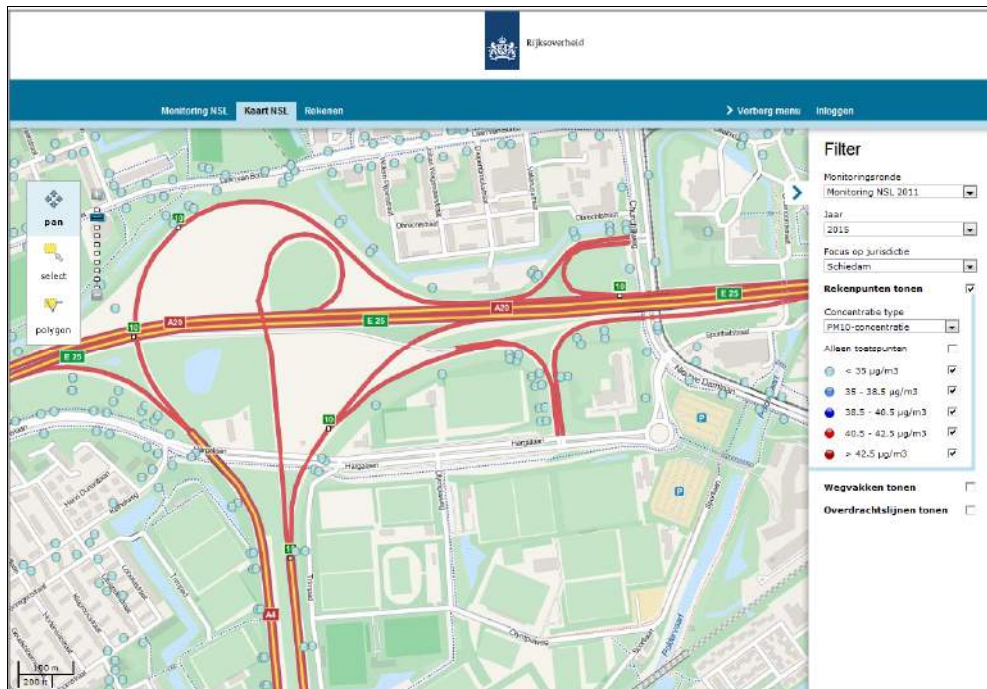 Rijksoverheid
Monitoring NSL
Kaart NSL
Rekenen
Verberg menu
Inloggen
Filter
Monitoringsronde
Monitoring NSL 2011
Jaar
2015
Focus op jurisdictie
Schiedam
Rekenpunten tonen
Concentratie type
PM10-concentratie
Alleen toetspunten
< 35 µg/m3
35 - 38.5 µg/m3
38.5 - 40.5 µg/m3
40.5 - 42.5 µg/m3
> 42.5 µg/m3
Wegvakken tonen
Overdrachtslijnen tonen
pan
select
polygon
10
Churchillweg
10
A20
E 25
10
A20
E 25
E 25
Nieuwe Damlaan
10
P
Hargalaan
Hargalaan
Hargalaan
P
10
Trimpad
Trimpad
A4
Olympiaweg
Poldervaart
100 m
200 ft